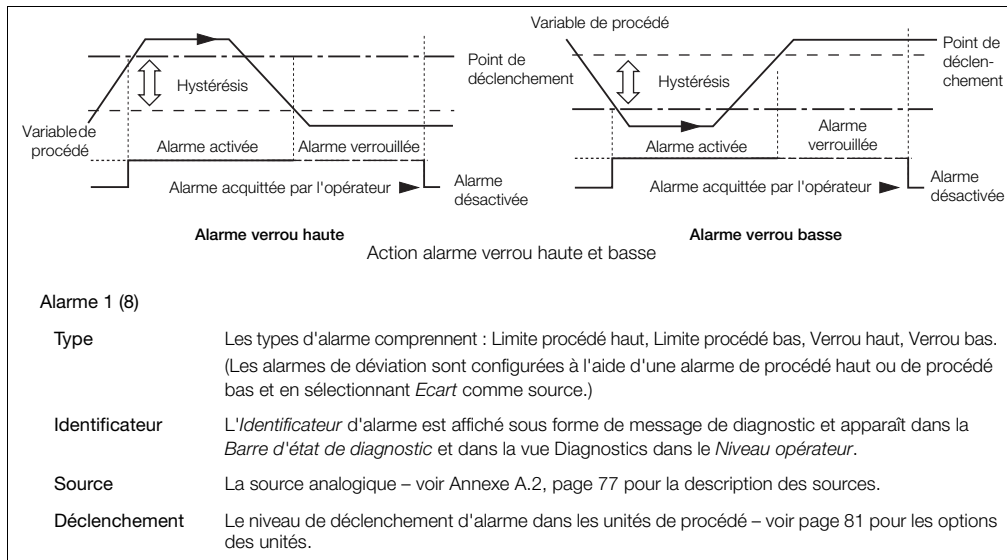 Variable de procédé
Point de
déclenchement
Hystérésis
Variable de
procédé
Alarme activée
Alarme verrouillée
Alarme acquittée par l'opérateur
Alarme
désactivée
Alarme verrou haute
Point de
déclen-
chement
Hystérésis
Alarme activée
Alarme
verrouillée
Alarme acquittée par l'opérateur
Alarme
désactivée
Alarme verrou basse
Action alarme verrou haute et basse
Alarme 1 (8)
Type Les types d'alarme comprennent : Limite procédé haut, Limite procédé bas, Verrou haut, Verrou bas.
(Les alarmes de déviation sont configurées à l'aide d'une alarme de procédé haut ou de procédé
bas et en sélectionnant Ecart comme source.)
Identificateur L'Identificateur d'alarme est affiché sous forme de message de diagnostic et apparaît dans la
Barre d'état de diagnostic et dans la vue Diagnostics dans le Niveau opérateur.
Source La source analogique – voir Annexe A.2, page 77 pour la description des sources.
Déclenchement Le niveau de déclenchement d'alarme dans les unités de procédé – voir page 81 pour les options
des unités.